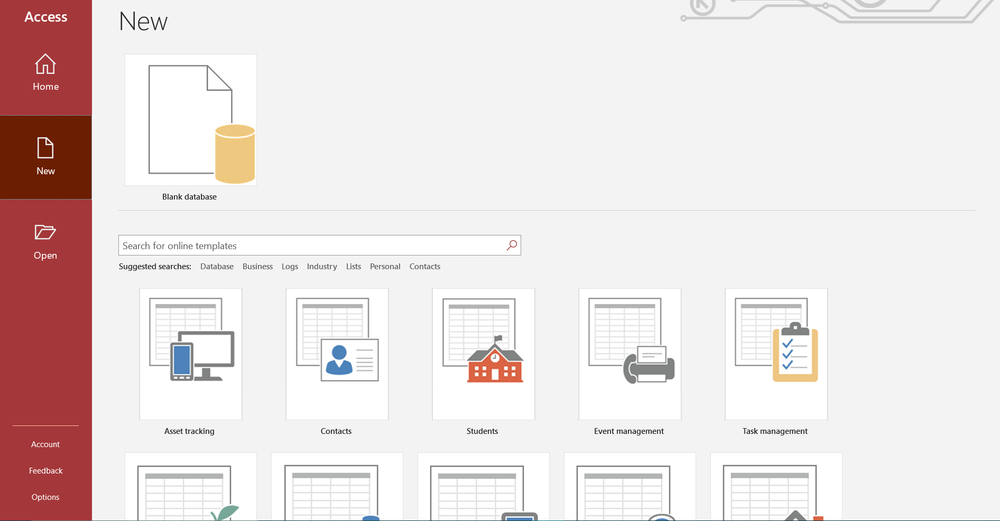 Access
New
Home
New
Open
Account
Feedback
Options
Blank database
Search for online templates
Suggested searches: Database Business Logs Industry Lists Personal Contacts
Asset tracking
Contacts
Students
Event management
Task management